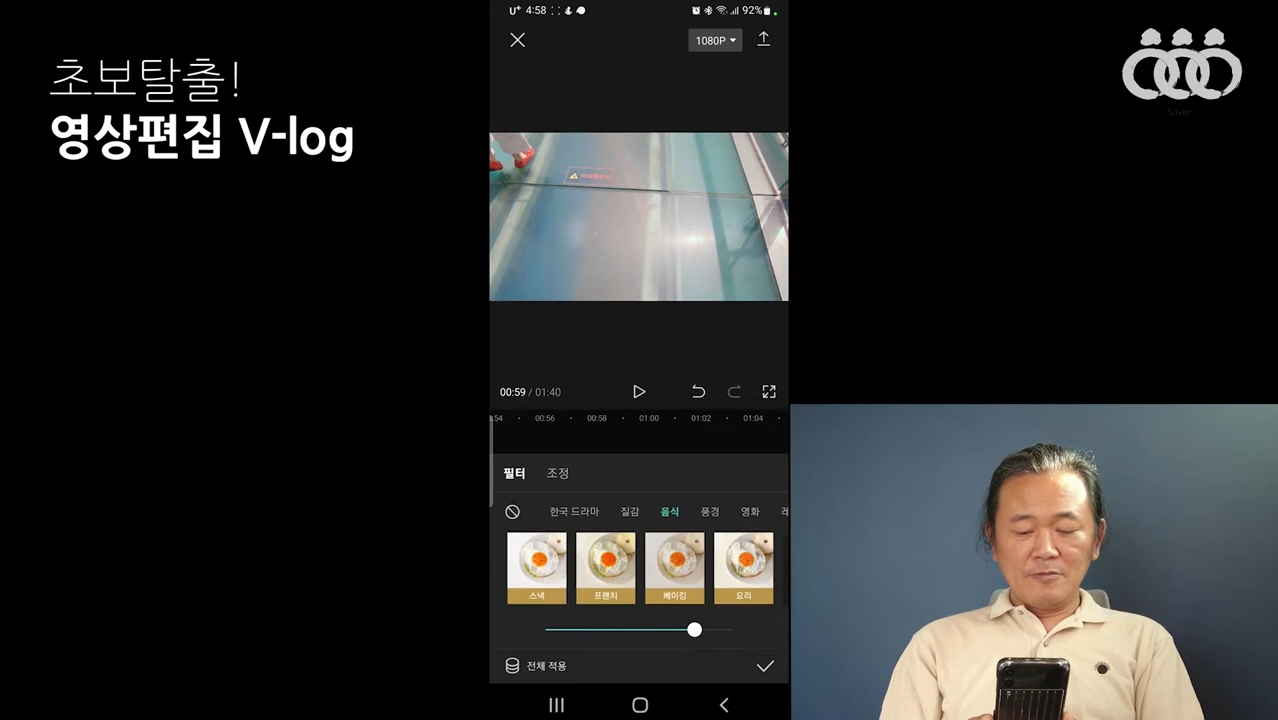 초보탈출!
영상편집 V-log
U+ 4:58
92%
1080P
Silver
00:59 / 01:40
:54 00:56 00:58 01:00 01:02 01:04
필터 조정
한국 드라마 질감 음식 풍경 영화 레
스낵 프렌치 베이킹 요리
전체 적용